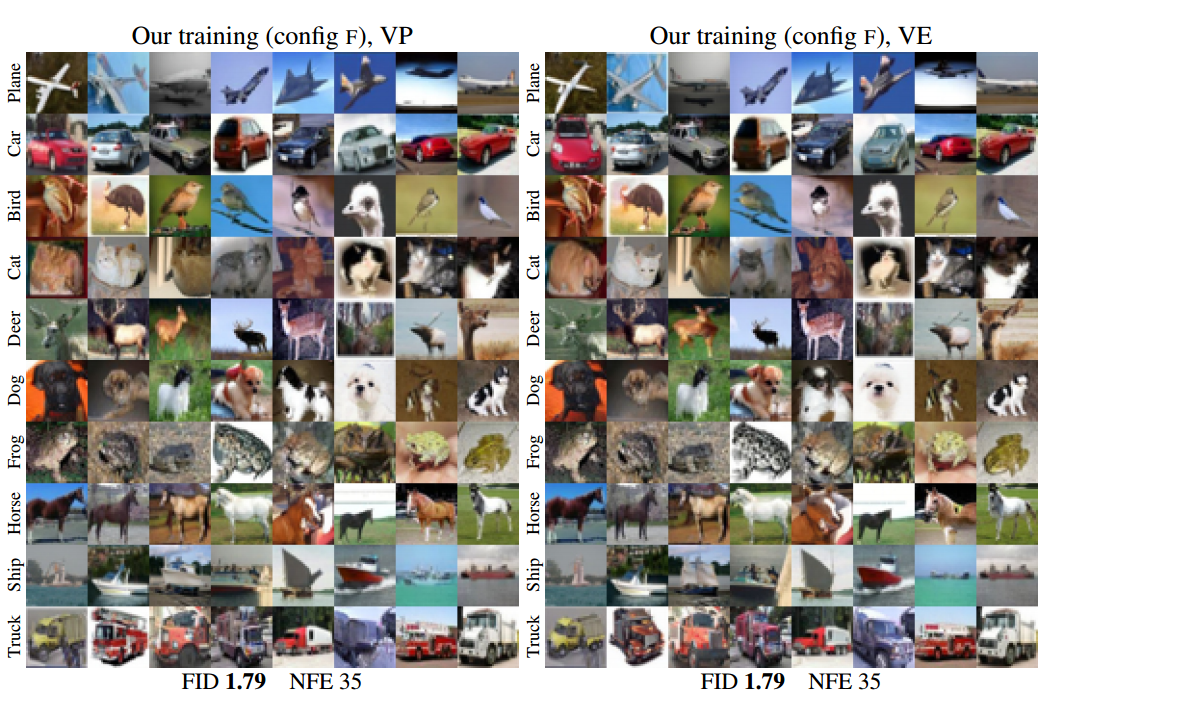 Our training (config F), VP
Plane
Car
Bird
Cat
Deer
Dog
Frog
Horse
Ship
Truck
FID 1.79 NFE 35
Our training (config F), VE
Plane
Car
Bird
Cat
Deer
Dog
Frog
Horse
Ship
Truck
FID 1.79 NFE 35